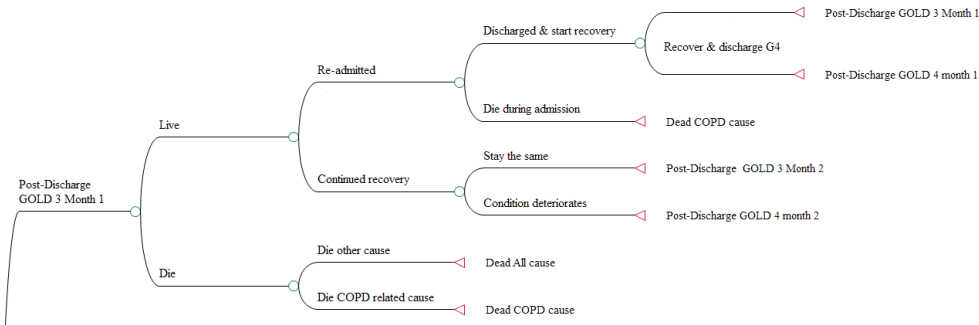 Post-Discharge GOLD 3 Month 1
Discharged & start recovery
Recover & discharge G4
Re-admitted
Post-Discharge GOLD 4 month 1
Die during admission
Dead COPD cause
Live
Stay the same
Post-Discharge GOLD 3 Month 2
Continued recovery
Post-Discharge
GOLD 3 Month 1
Condition deteriorates
Post-Discharge GOLD 4 month 2
Die other cause
Dead All cause
Die
Die COPD related cause
Dead COPD cause